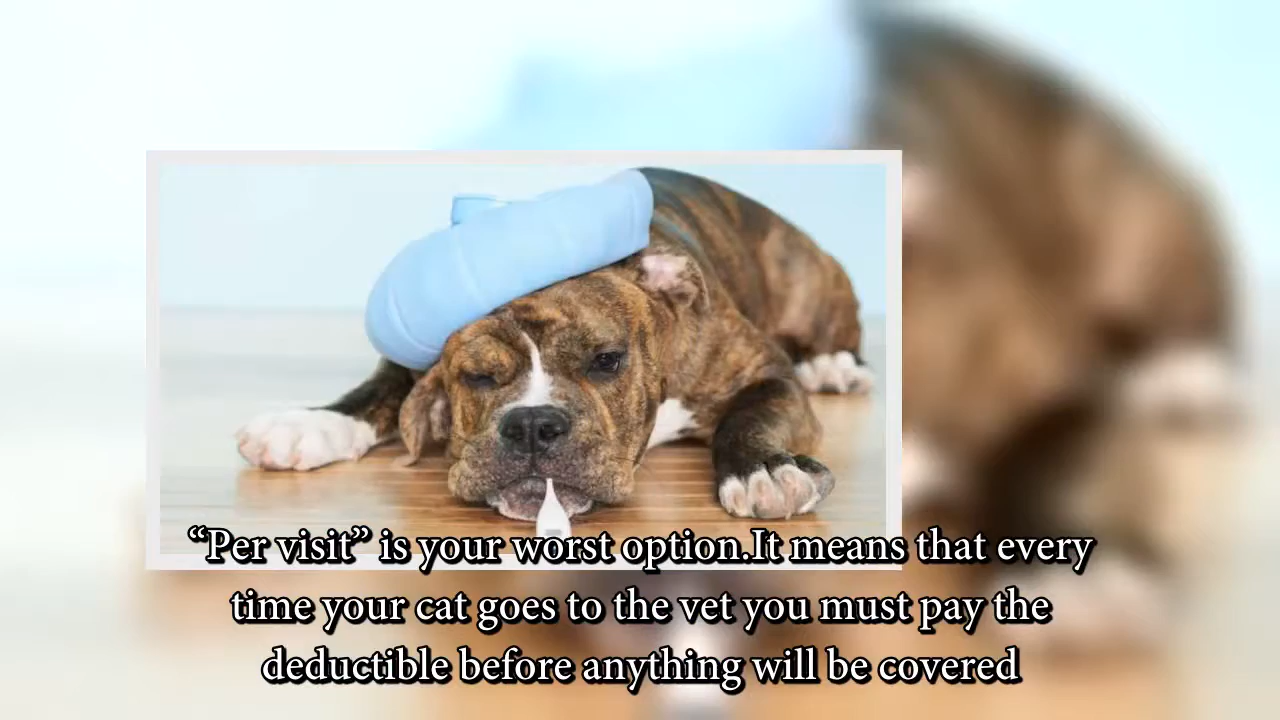 “Per visit” is your worst option.It means that every
time your cat goes to the vet you must pay the
deductible before anything will be covered